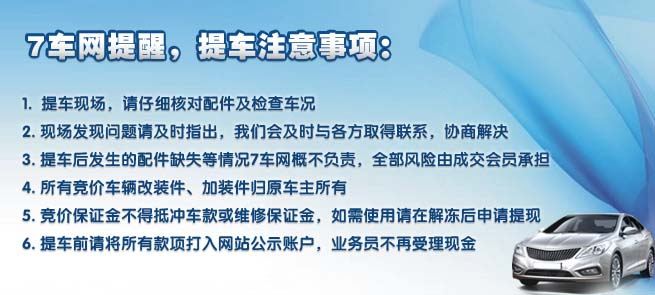 7车网提醒，提车注意事项：
1. 提车现场，请仔细核对配件及检查车况
2. 现场发现问题请及时指出，我们会及时与各方取得联系，协商解决
3. 提车后发生的配件缺失等情况7车网概不负责，全部风险由成交会员承担
4. 所有竞价车辆改装件、加装件归原车主所有
5. 竞价保证金不得抵冲车款或维修保证金，如需使用请在解冻后申请提现
6. 提车前请将所有款项打入网站公示账户，业务员不再受理现金